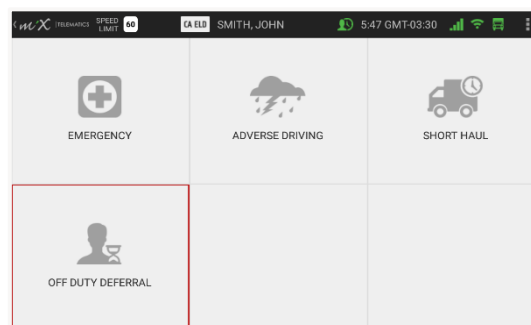 mix TELEMATICS SPEED LIMIT 60 CA ELD SMITH, JOHN 5:47 GMT-03:30
EMERGENCY ADVERSE DRIVING SHORT HAUL
OFF DUTY DEFERRAL